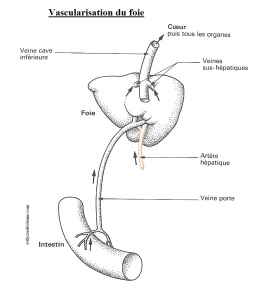 Vascularisation du foie
Cœur
puis tous les organes
Veine cave
inférieure
Veines
sus-hépatiques
Foie
Artère
hépatique
Veine porte
Intestin